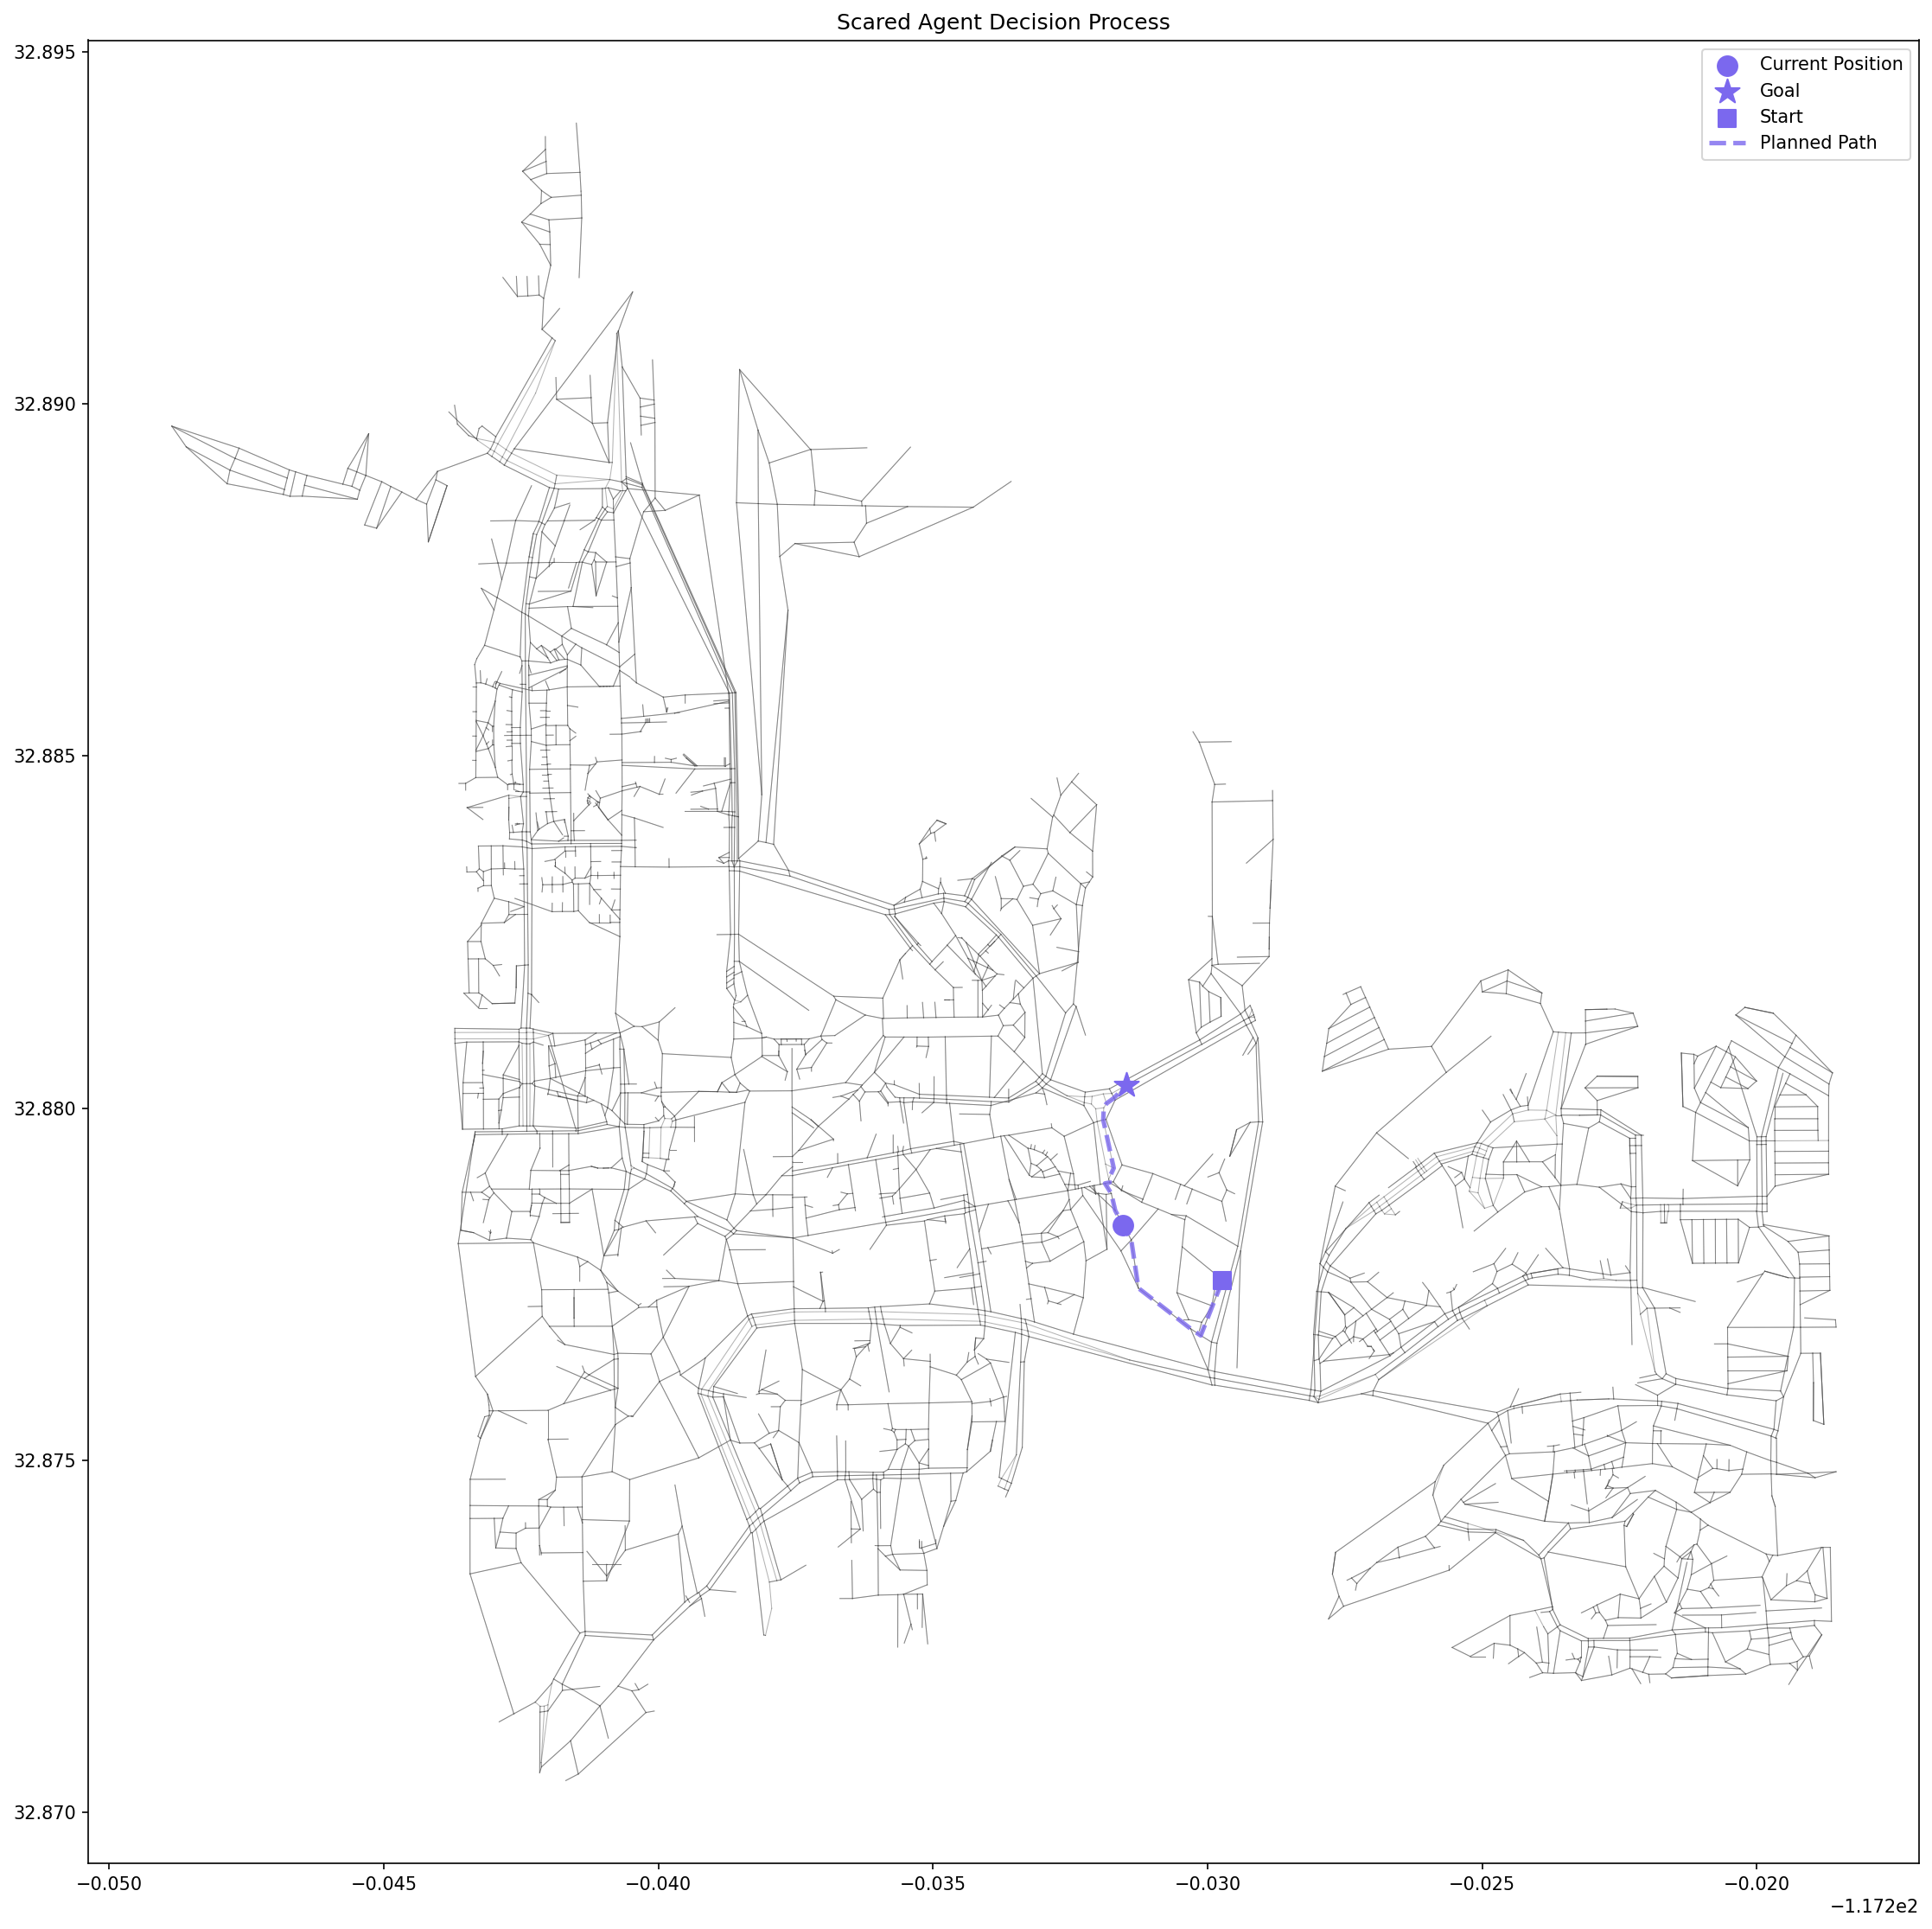 Scared Agent Decision Process
Current Position
Goal
Start
Planned Path
32.895
32.890
32.885
32.880
32.875
32.870
−0.050 −0.045 −0.040 −0.035 −0.030 −0.025 −0.020
−1.172e2